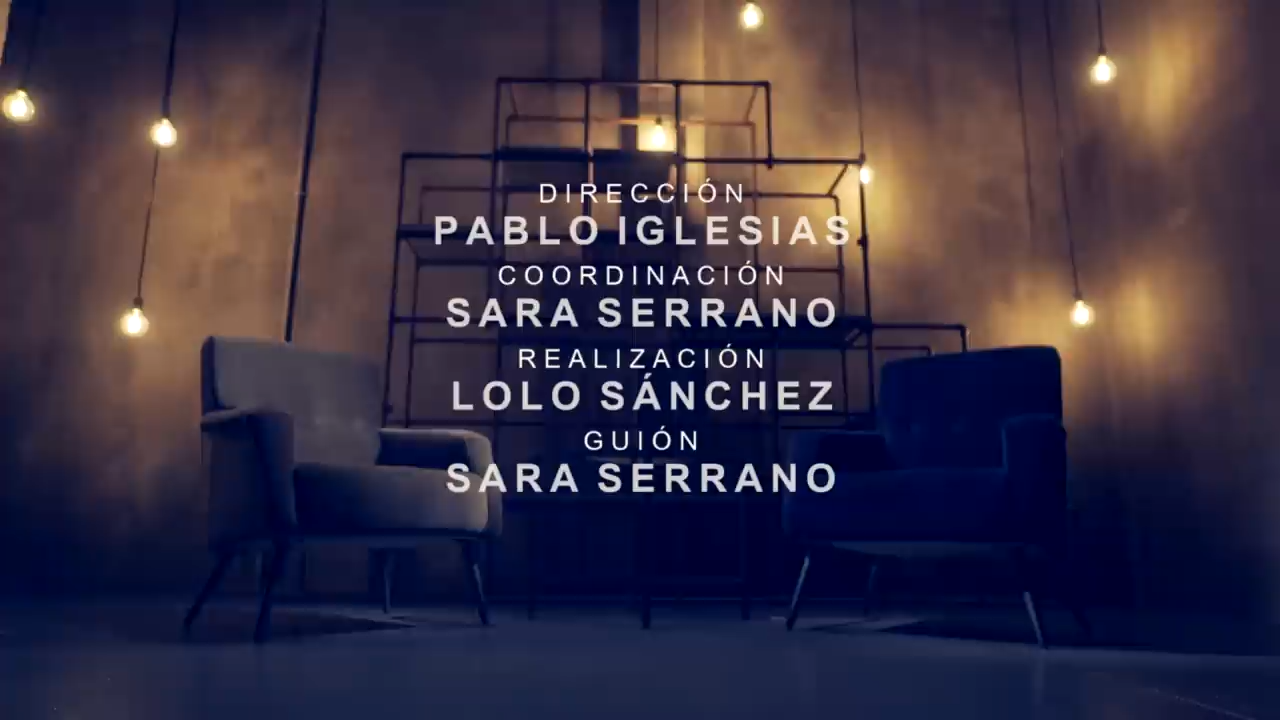 DIRECCIÓN
PABLO IGLESIAS
COORDINACIÓN
SARA SERRANO
REALIZACIÓN
LOLO SÁNCHEZ
GUIÓN
SARA SERRANO